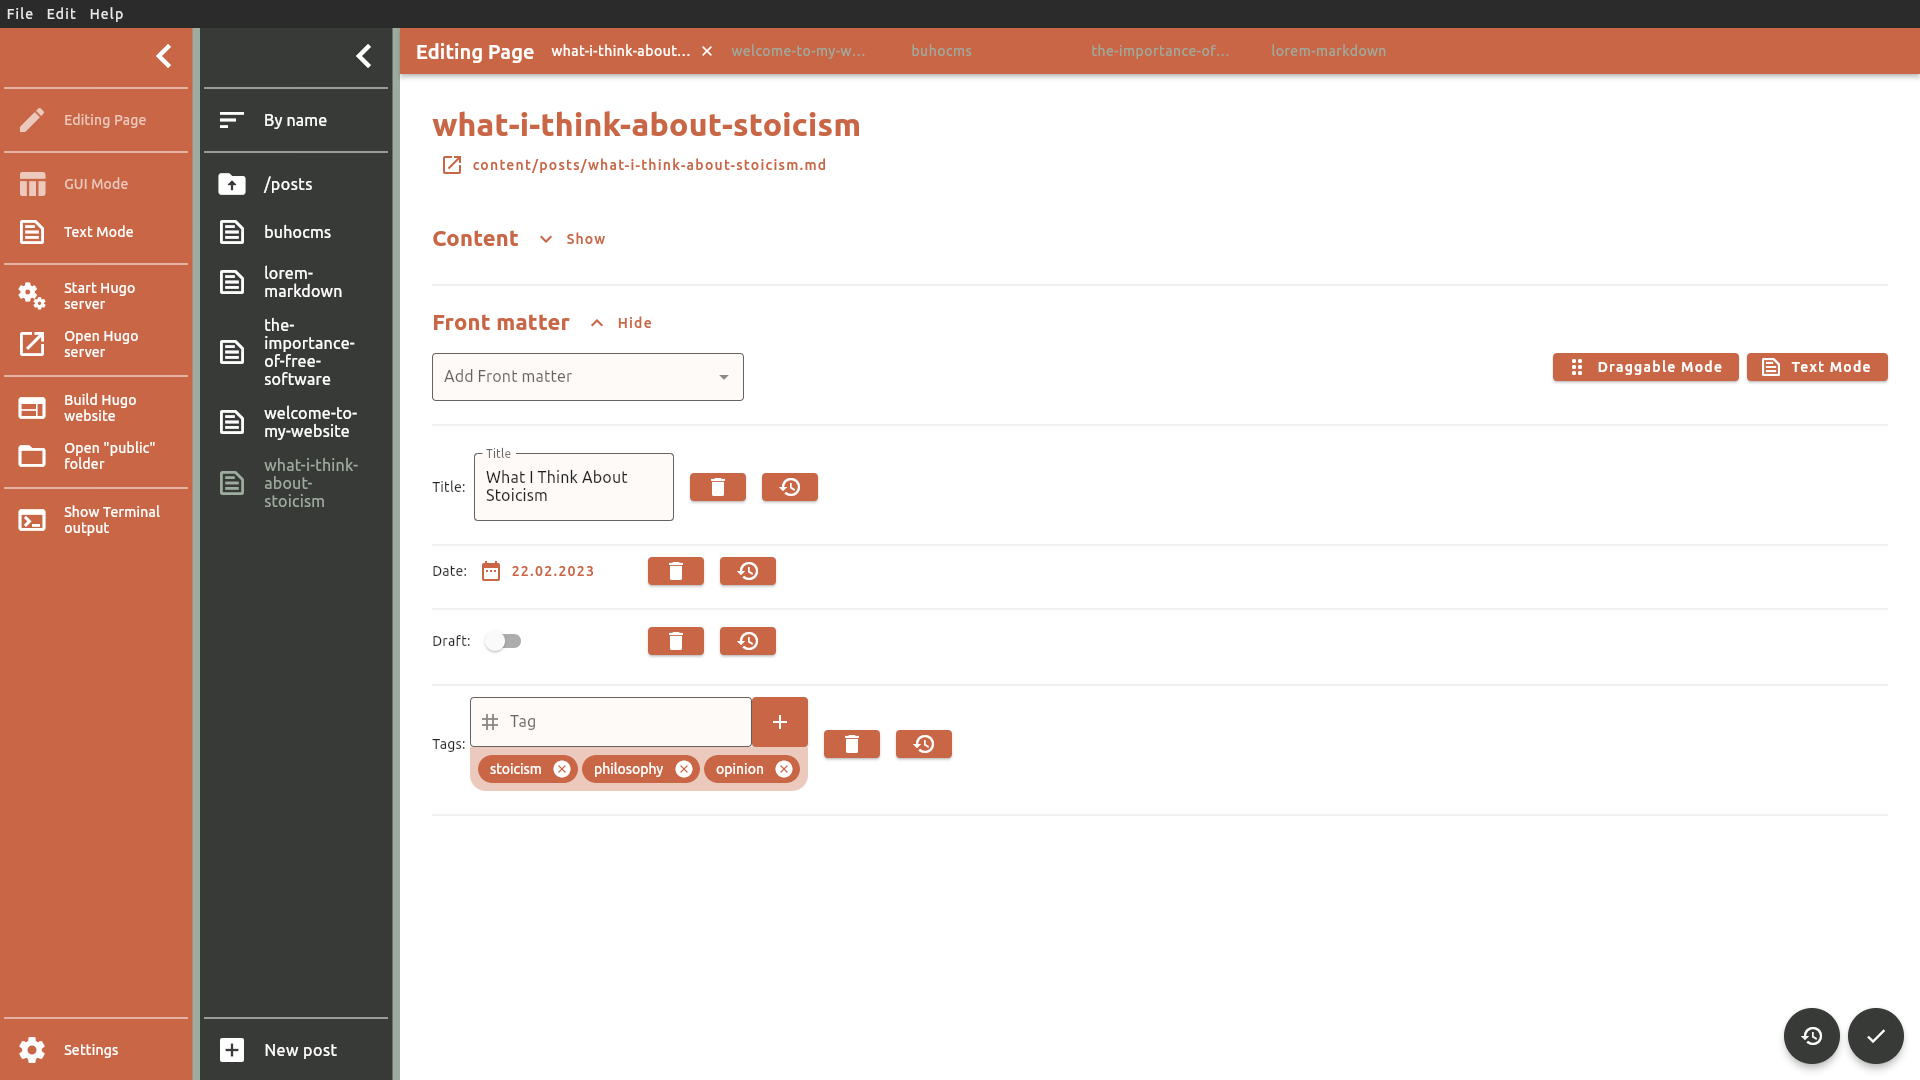 File Edit Help
Editing Page
GUI Mode
Text Mode
Start Hugo
server
Open Hugo
server
Build Hugo
website
Open "public"
folder
Show Terminal
output
Settings
By name
/posts
buhocms
lorem-
markdown
the-
importance-
of-free-
software
welcome-to-
my-website
what-i-think-
about-
stoicism
New post
Editing Page what-i-think-about... welcome-to-my-w... buhocms the-importance-of... lorem-markdown
what-i-think-about-stoicism
content/posts/what-i-think-about-stoicism.md
Content Show
Front matter Hide
Add Front matter
Draggable Mode Text Mode
Title
Title: What I Think About
Stoicism
Date: 22.02.2023
Draft:
Tag
Tags:
stoicism philosophy opinion